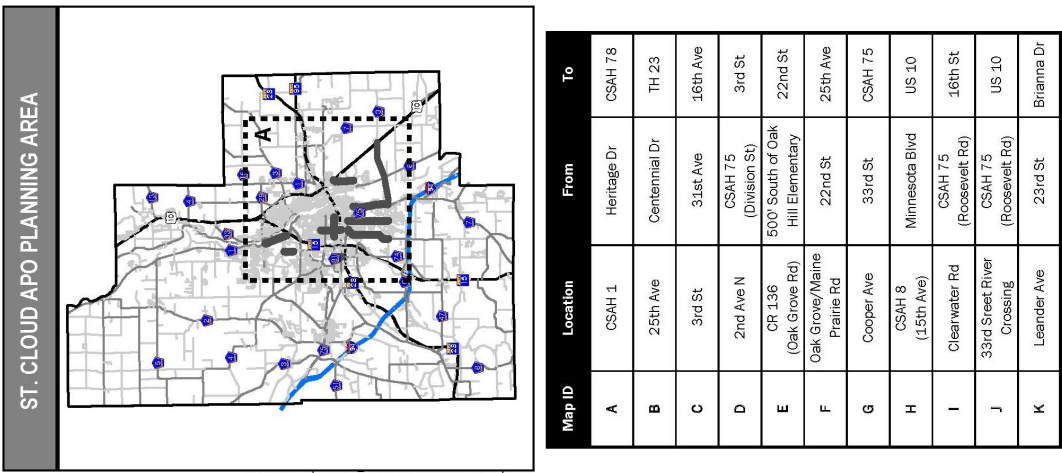 ST. CLOUD APO PLANNING AREA
A
Map ID Location From To
A CSAH 1 Heritage Dr CSAH 78
B 25th Ave Centennial Dr TH 23
C 3rd St 31st Ave 16th Ave
D 2nd Ave N CSAH 75
(Division St) 3rd St
E CR 136
(Oak Grove Rd) 500' South of Oak
Hill Elementary 22nd St
F Oak Grove/Maine
Prairie Rd 22nd St 25th Ave
G Cooper Ave 33rd St CSAH 75
H CSAH 8
(15th Ave) Minnesota Blvd US 10
I Clearwater Rd CSAH 75
(Roosevelt Rd) 16th St
J 33rd Sreet River
Crossing CSAH 75
(Roosevelt Rd) US 10
K Leander Ave 23rd St Brianna Dr